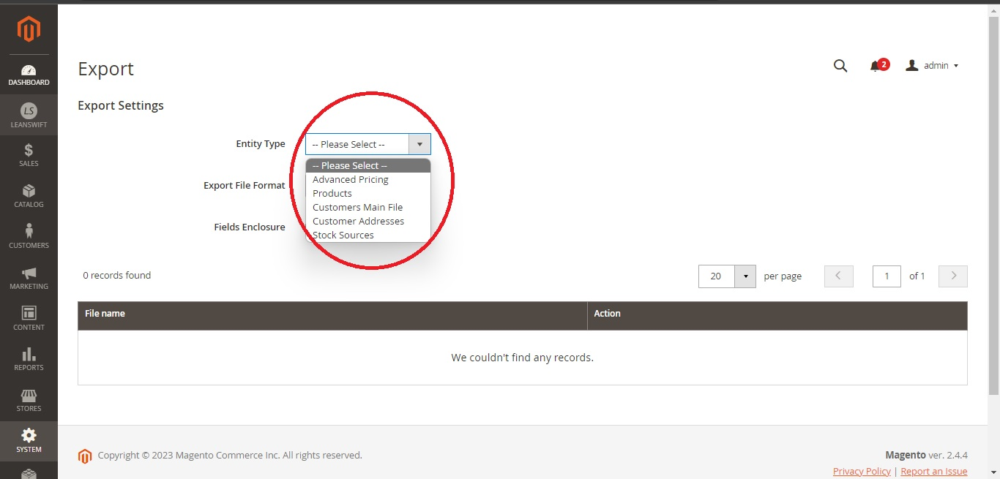 Export
2
admin
Export Settings
DASHBOARD
LS
LEANSWIFT
SALES
CATALOG
CUSTOMERS
MARKETING
CONTENT
REPORTS
STORES
SYSTEM
Entity Type
-- Please Select --
-- Please Select --
Advanced Pricing
Products
Customers Main File
Customer Addresses
Stock Sources
Export File Format
Fields Enclosure
0 records found
20 per page
1 of 1
File name Action
We couldn't find any records.
Copyright © 2023 Magento Commerce Inc. All rights reserved.
Magento ver. 2.4.4
Privacy Policy | Report an Issue